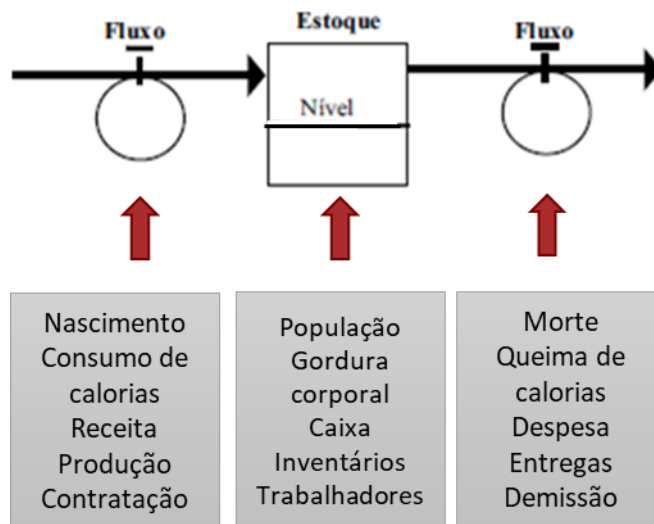 Fluxo
Estoque
Fluxo
Nível
Nascimento
Consumo de
calorias
Receita
Produção
Contratação
População
Gordura
corporal
Caixa
Inventários
Trabalhadores
Morte
Queima de
calorias
Despesa
Entregas
Demissão